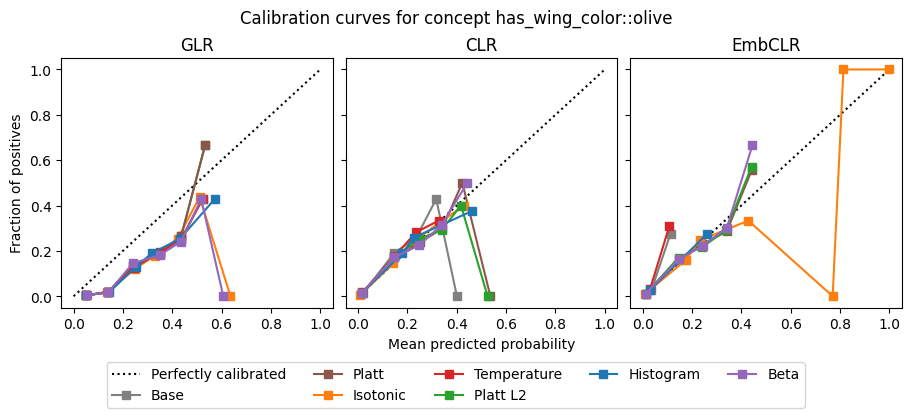 Calibration curves for concept has_wing_color::olive
GLR
CLR
EmbCLR
Fraction of positives
1.0
0.8
0.6
0.4
0.2
0.0
0.0 0.2 0.4 0.6 0.8 1.0
0.0 0.2 0.4 0.6 0.8 1.0
0.0 0.2 0.4 0.6 0.8 1.0
Mean predicted probability
Perfectly calibrated Platt Temperature Histogram Beta
Base Isotonic Platt L2